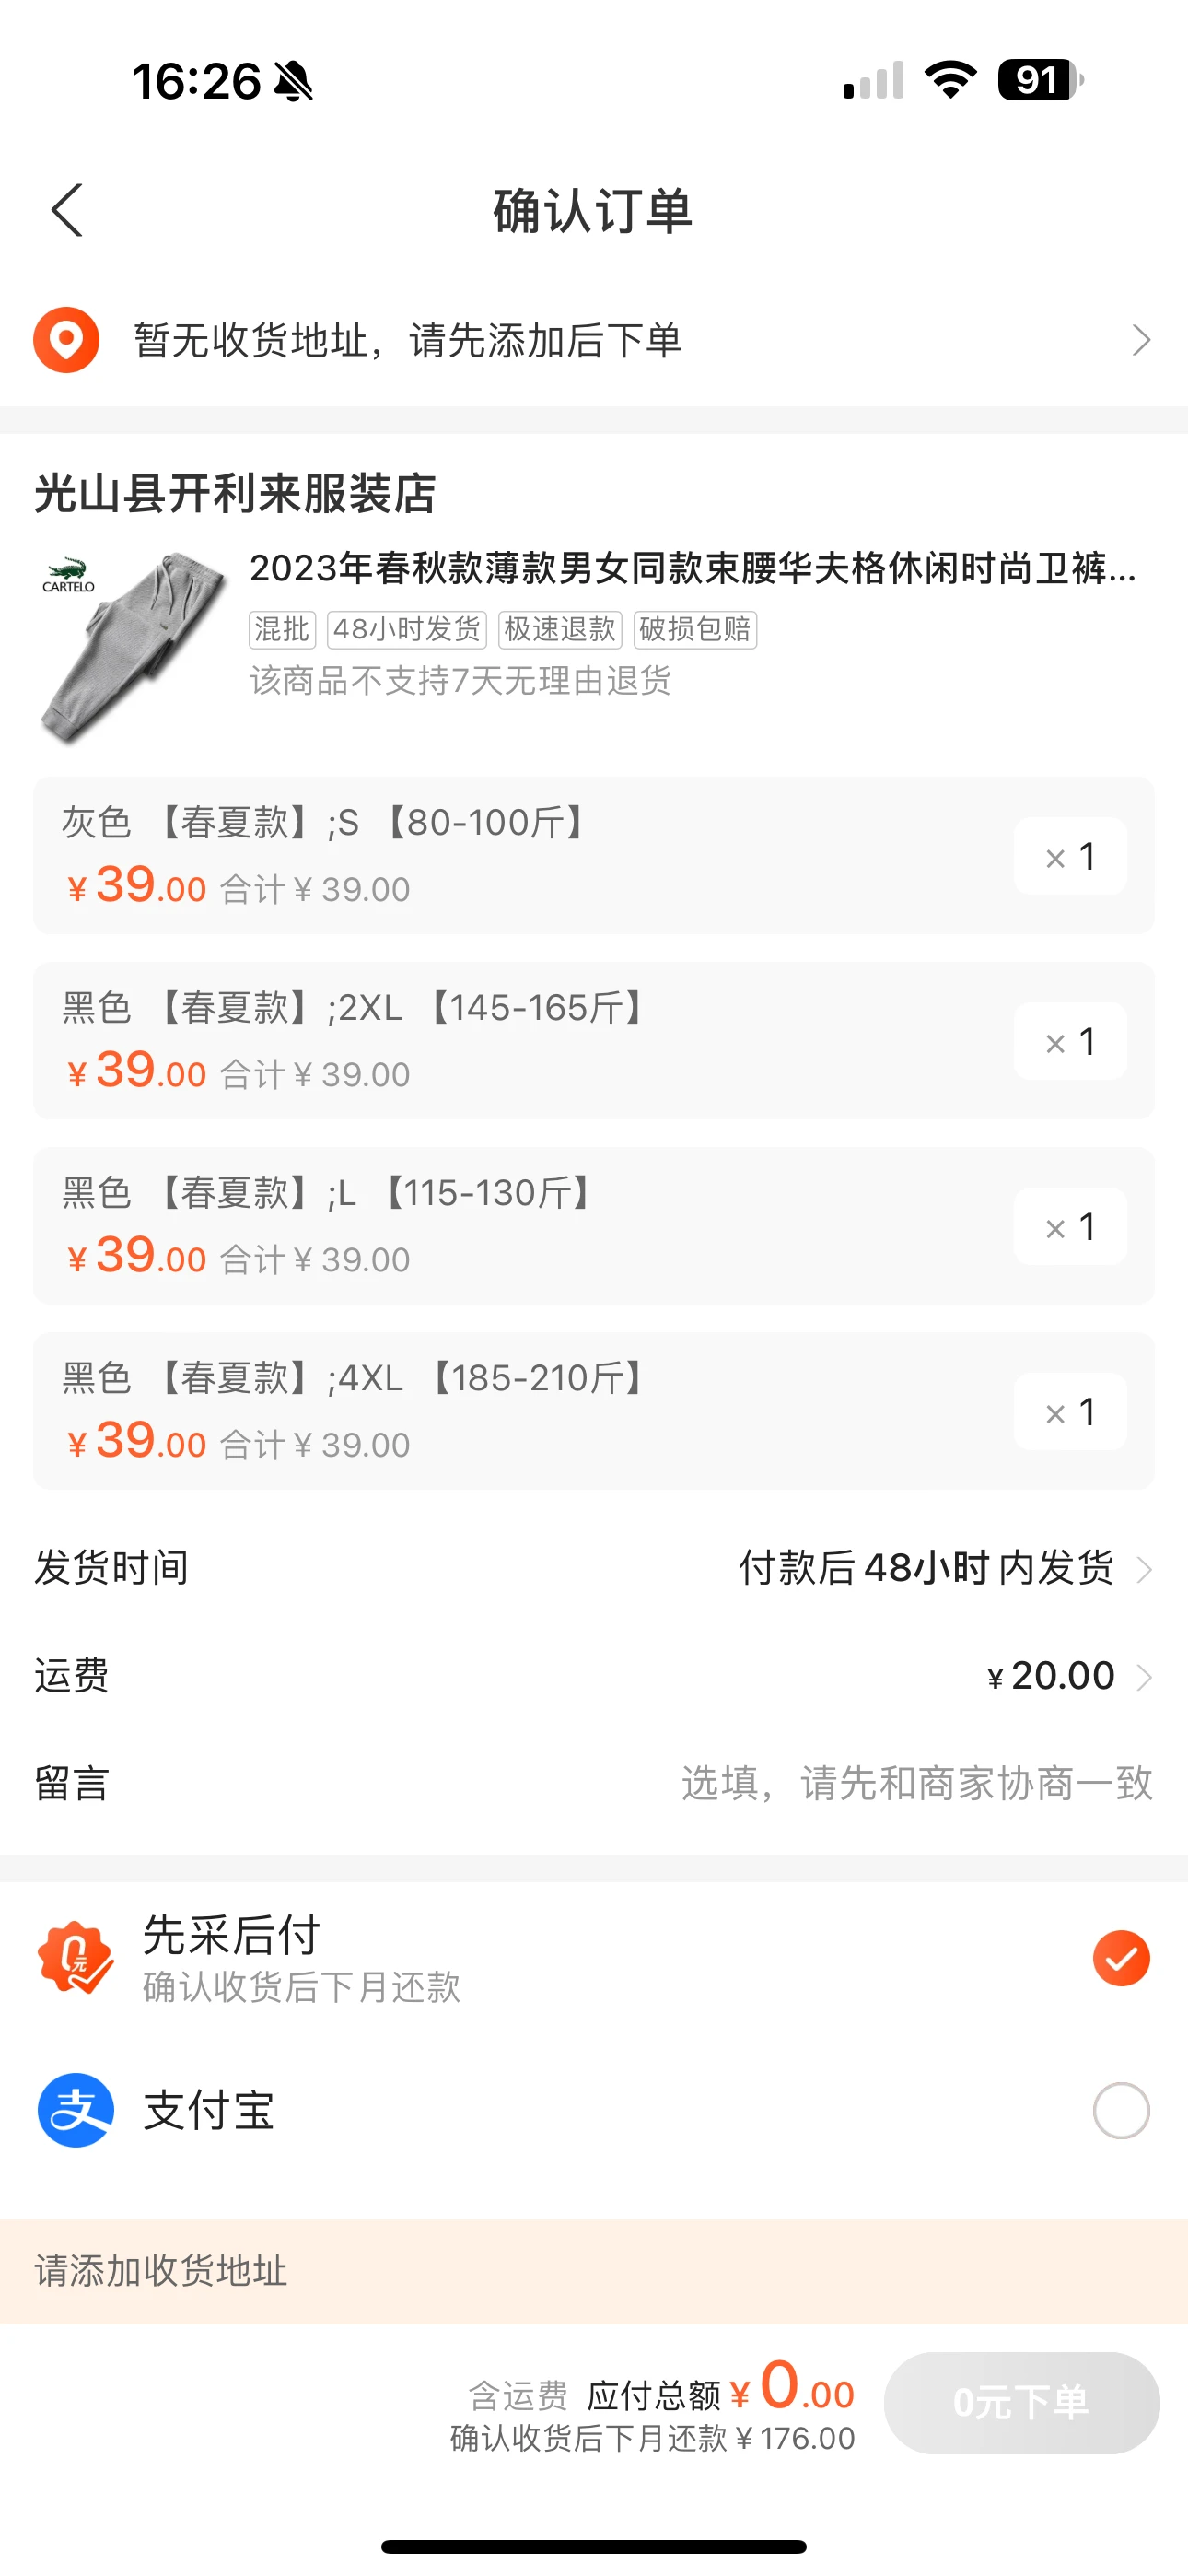 16:26
91
确认订单
暂无收货地址，请先添加后下单
光山县开利来服装店
CARTELO
2023年春秋款薄款男女同款束腰华夫格休闲时尚卫裤...
混批 48小时发货 极速退款 破损包赔
该商品不支持7天无理由退货
灰色 【春夏款】;S 【80-100斤】
¥39.00 合计¥39.00
×1
黑色 【春夏款】;2XL 【145-165斤】
¥39.00 合计¥39.00
×1
黑色 【春夏款】;L 【115-130斤】
¥39.00 合计¥39.00
×1
黑色 【春夏款】;4XL 【185-210斤】
¥39.00 合计¥39.00
×1
发货时间 付款后48小时内发货
运费 ¥20.00
留言 选填，请先和商家协商一致
0元
先采后付
确认收货后下月还款
支 支付宝
请添加收货地址
含运费 应付总额¥0.00
确认收货后下月还款¥176.00
0元下单